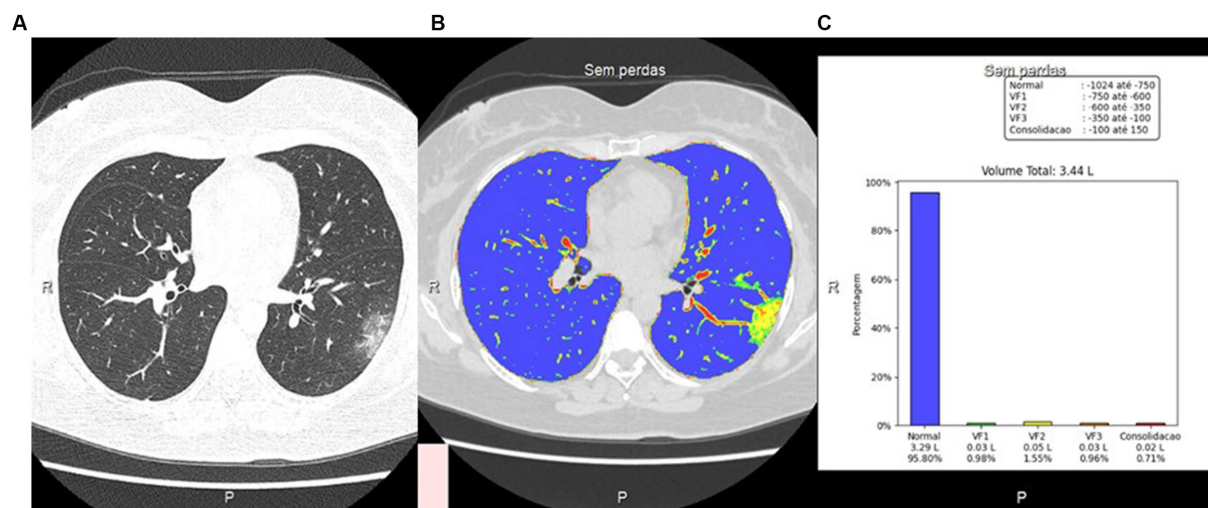 A
B
C
Sem perdas
Sem perdas
Normal : -1024 até -750
VF1 : -750 até -600
VF2 : -600 até -350
VF3 : -350 até -100
Consolidacao : -100 até 150
Volume Total: 3.44 L
100%
80%
60%
40%
20%
0%
Porcentagem
Normal VF1 VF2 VF3 Consolidacao
3.29 L 0.03 L 0.05 L 0.03 L 0.02 L
95.80% 0.98% 1.55% 0.96% 0.71%
R
R
R
P
P
P